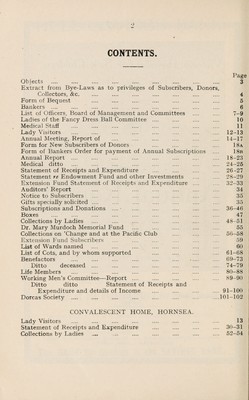 2
CONTENTS.
Page
Objects ... 3
Extract from Bye-Laws as to privileges of Subscribers, Donors,
Collectors, &c. ... 4
Form of Bequest ... 5
Bankers ... 6
List of Officers, Board of Management and Committees ... 7-9
Ladies of the Fancy Dress Ball Committee ... 10
Medical Staff ... 11
Lady Visitors ... 12-13
Annual Meeting, Report of ... 14-17
Form for New Subscribers of Donors ... 18A
Form of Bankers Order for payment of Annual Subscriptions ... 18B
Annual Report ... 18-23
Medical ditto ... 24-25
Statement of Receipts and Expenditure ... 26-27
Statement re Endowment Fund and other Investments ... 28-29
Extension Fund Statement of Receipts and Expenditure ... 32-33
Auditors' Report ... 34
Notice to Subscribers ... 35
Gifts specially solicited ... 35
Subscriptions and Donations ... 36-46
Boxes ... 47
Collections by Ladies ... 48-51
Dr. Mary Murdoch Memorial Fund ... 55
Collections on 'Change and at the Pacific Club ... 56-58
Extension Fund Subscribers ... 59
List of Wards named ... 60
List of Cots, and by whom supported ... 61-68
Benefactors ... 69-73
Ditto deceased ... 74-79
Life Members ... 80-88
Working Men's Committee—Report ... 89-90
Ditto ditto Statement of Receipts and
Expenditure and details of Income ... 91-100
Dorcas Society ... 101-102
CONVALESCENT HOME, HORNSEA.
Lady Visitors ... 13
Statement of Receipts and Expenditure ... 30-31
Collections by Ladies ... 52-54